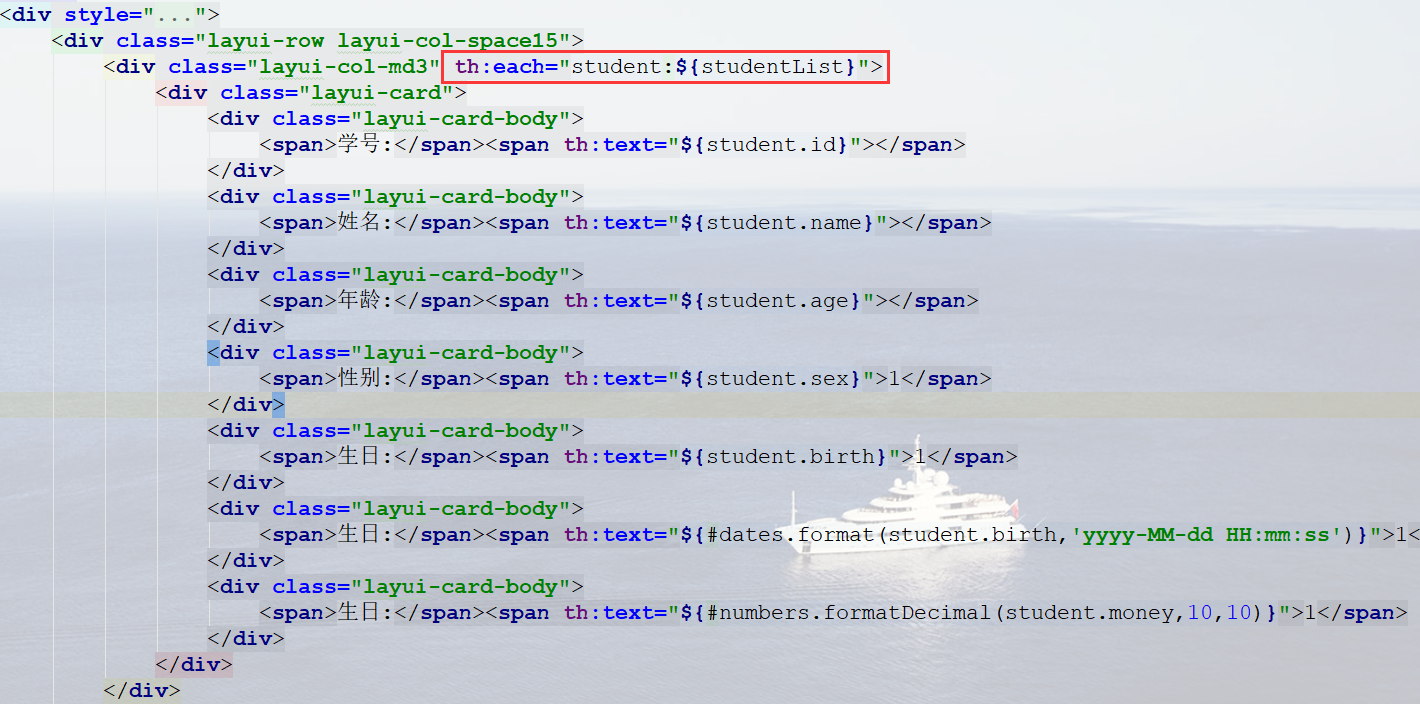 <div style="...">
<div class="layui-row layui-col-space15">
<div class="layui-col-md3" th:each="student:${studentList}">
<div class="layui-card">
<div class="layui-card-body">
<span>学号:</span><span th:text="${student.id}"></span>
</div>
<div class="layui-card-body">
<span>姓名:</span><span th:text="${student.name}"></span>
</div>
<div class="layui-card-body">
<span>年龄:</span><span th:text="${student.age}"></span>
</div>
<div class="layui-card-body">
<span>性别:</span><span th:text="${student.sex}">1</span>
</div>
<div class="layui-card-body">
<span>生日:</span><span th:text="${student.birth}">1</span>
</div>
<div class="layui-card-body">
<span>生日:</span><span th:text="${#dates.format(student.birth,'yyyy-MM-dd HH:mm:ss')}">1<
</div>
<div class="layui-card-body">
<span>生日:</span><span th:text="${#numbers.formatDecimal(student.money,10,10)}">1</span>
</div>
</div>
</div>